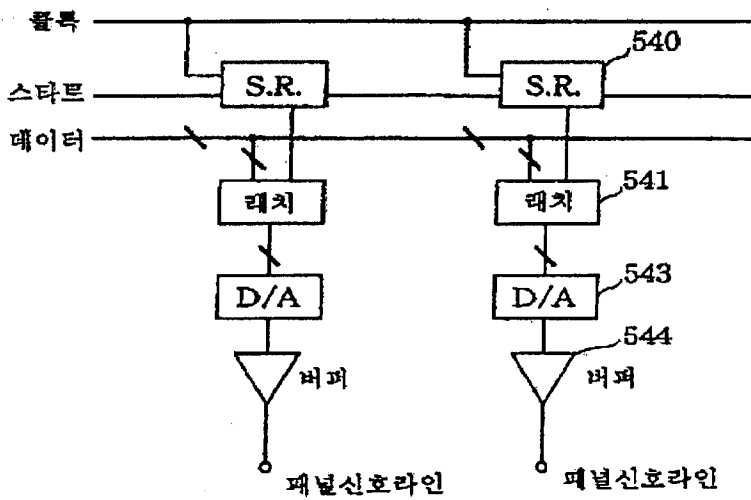 클록
540
S.R.
S.R.
스타트
데이터
541
래치
래치
543
D/A
D/A
544
버퍼
버퍼
패널신호라인
패널신호라인